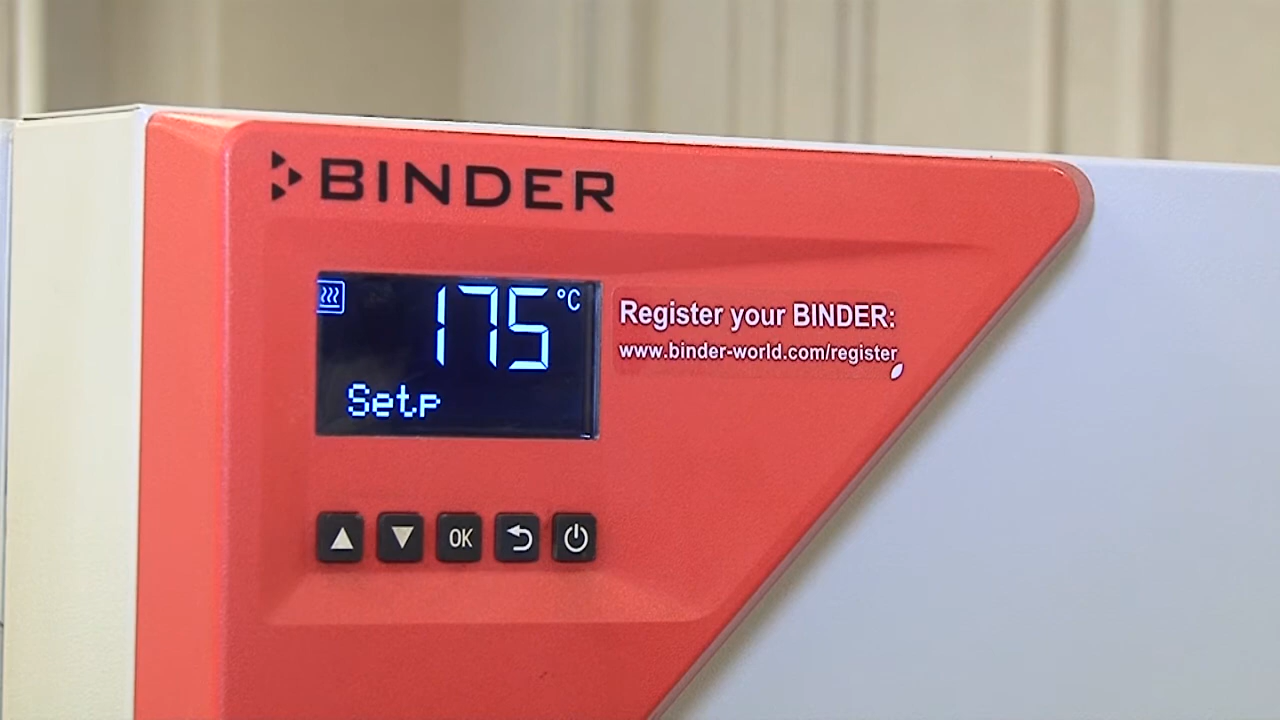 BINDER
175 °C
Setp
Register your BINDER:
www.binder-world.com/register
OK